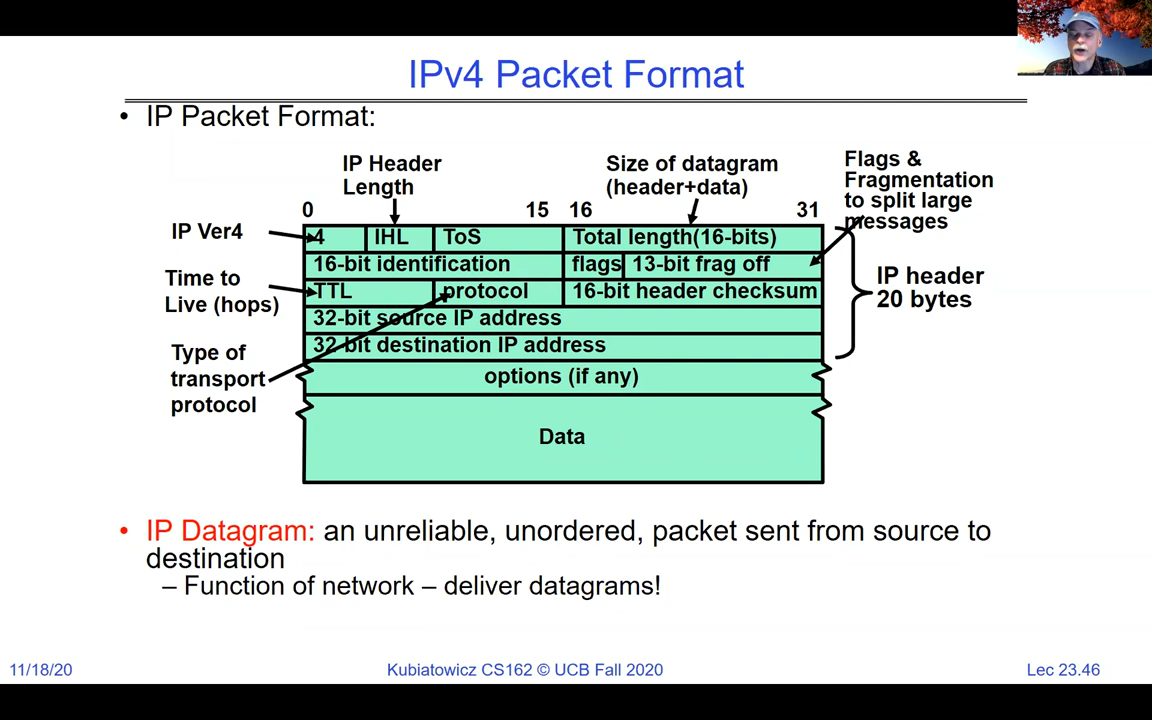 IPv4 Packet Format
• IP Packet Format:
IP Header
Length
Size of datagram
(header+data)
Flags &
Fragmentation
to split large
messages
0
15
16
31
IP Ver4
4
IHL
ToS
Total length(16-bits)
16-bit identification
flags
13-bit frag off
Time to
Live (hops)
TTL
protocol
16-bit header checksum
IP header
20 bytes
32-bit source IP address
32-bit destination IP address
Type of
transport
protocol
options (if any)
Data
• IP Datagram: an unreliable, unordered, packet sent from source to
destination
– Function of network – deliver datagrams!
11/18/20
Kubiatowicz CS162 © UCB Fall 2020
Lec 23.46